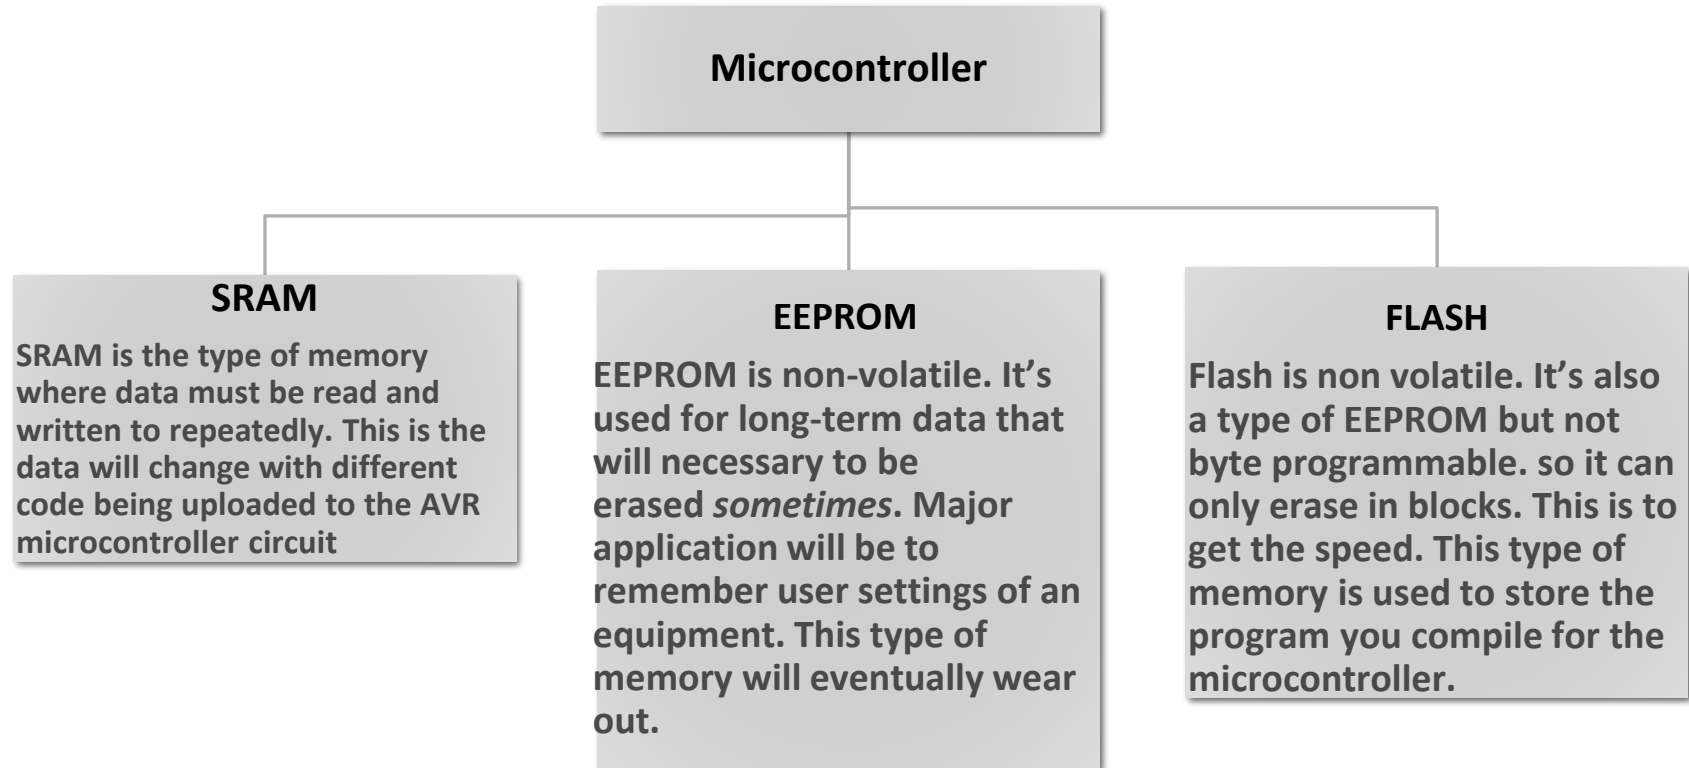 Microcontroller
SRAM
SRAM is the type of memory
where data must be read and
written to repeatedly. This is the
data will change with different
code being uploaded to the AVR
microcontroller circuit
EEPROM
EEPROM is non-volatile. It’s
used for long-term data that
will necessary to be
erased sometimes. Major
application will be to
remember user settings of an
equipment. This type of
memory will eventually wear
out.
FLASH
Flash is non volatile. It’s also
a type of EEPROM but not
byte programmable. so it can
only erase in blocks. This is to
get the speed. This type of
memory is used to store the
program you compile for the
microcontroller.